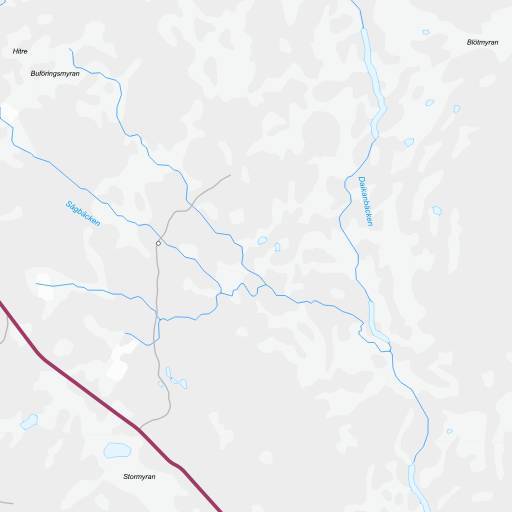 Blötmyran
Hitre
Buföringsmyran
Daikanbäcken
Sågbäcken
Stormyran